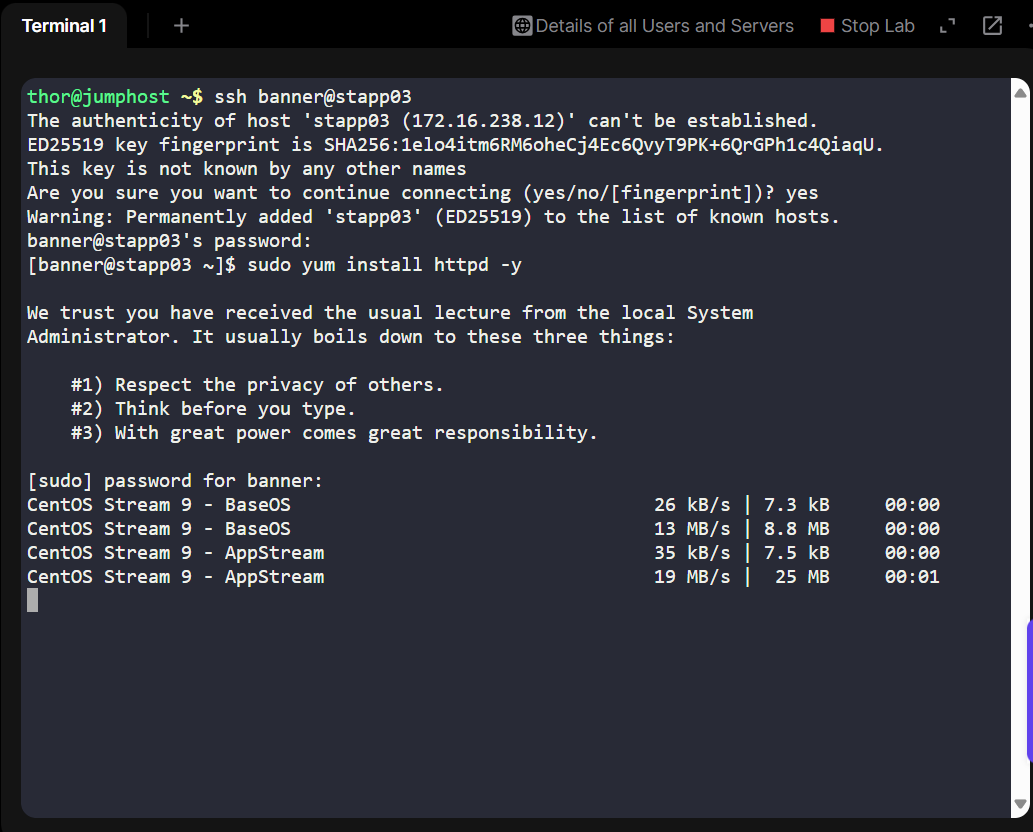 Terminal 1 + Details of all Users and Servers Stop Lab
thor@jumphost ~$ ssh banner@stapp03
The authenticity of host 'stapp03 (172.16.238.12)' can't be established.
ED25519 key fingerprint is SHA256:1elo4itm6RM6oheCj4Ec6QvyT9PK+6QrGPh1c4QiaqU.
This key is not known by any other names
Are you sure you want to continue connecting (yes/no/[fingerprint])? yes
Warning: Permanently added 'stapp03' (ED25519) to the list of known hosts.
banner@stapp03's password:
[banner@stapp03 ~]$ sudo yum install httpd -y
We trust you have received the usual lecture from the local System
Administrator. It usually boils down to these three things:
#1) Respect the privacy of others.
#2) Think before you type.
#3) With great power comes great responsibility.
[sudo] password for banner:
CentOS Stream 9 - BaseOS 26 kB/s | 7.3 kB 00:00
CentOS Stream 9 - BaseOS 13 MB/s | 8.8 MB 00:00
CentOS Stream 9 - AppStream 35 kB/s | 7.5 kB 00:00
CentOS Stream 9 - AppStream 19 MB/s | 25 MB 00:01